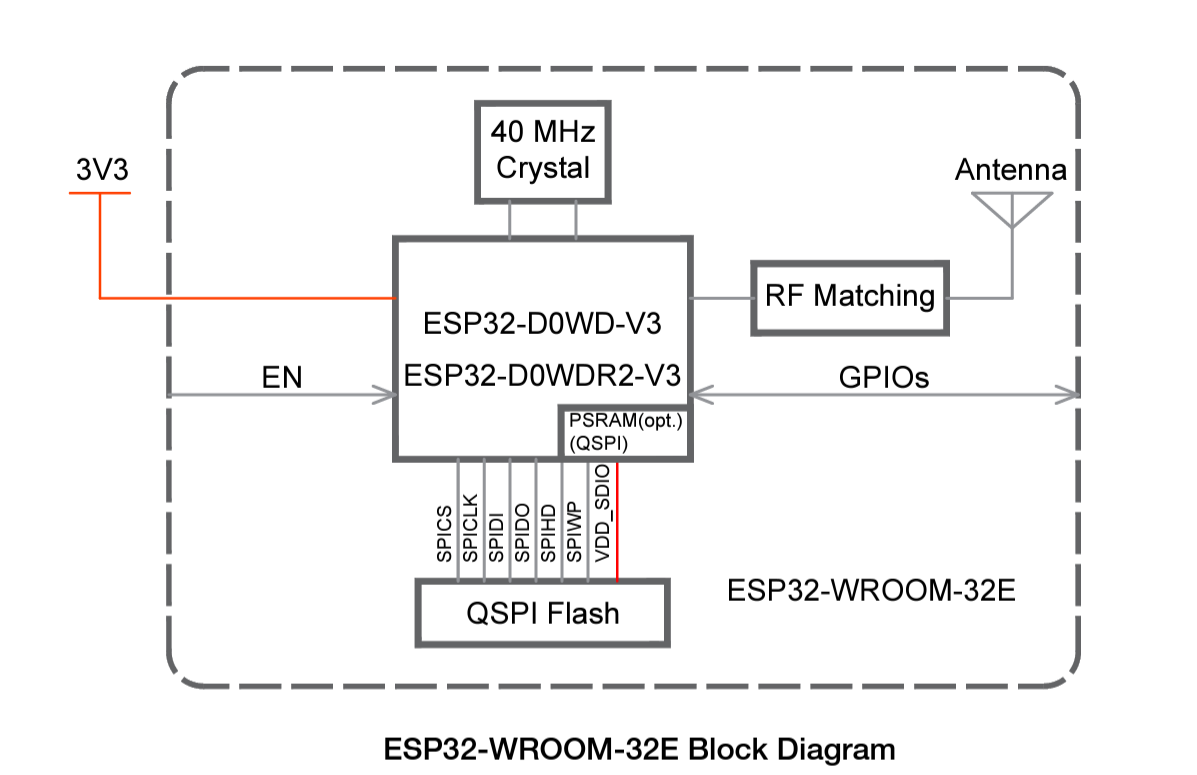 40 MHz
Crystal
3V3
Antenna
RF Matching
ESP32-D0WD-V3
ESP32-D0WDR2-V3
EN
GPIOs
PSRAM(opt.)
(QSPI)
SPICS
SPICLK
SPIDI
SPIDO
SPIHD
SPIWP
VDD_SDIO
QSPI Flash
ESP32-WROOM-32E
ESP32-WROOM-32E Block Diagram